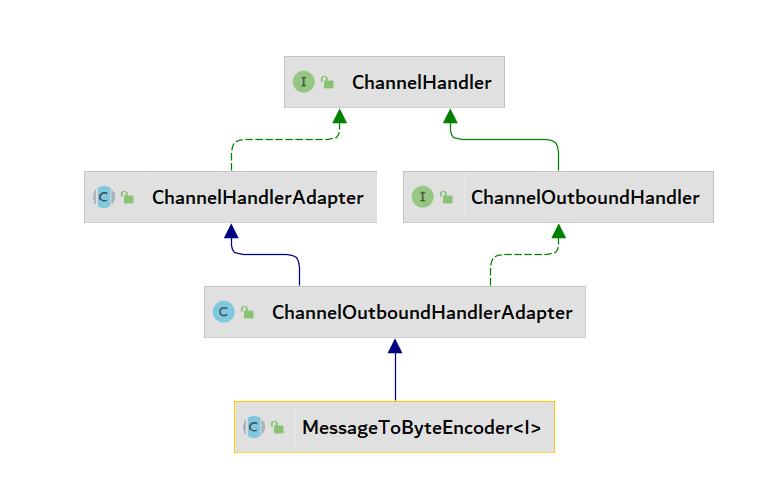 I ChannelHandler
C ChannelHandlerAdapter
I ChannelOutboundHandler
C ChannelOutboundHandlerAdapter
C MessageToByteEncoder<I>